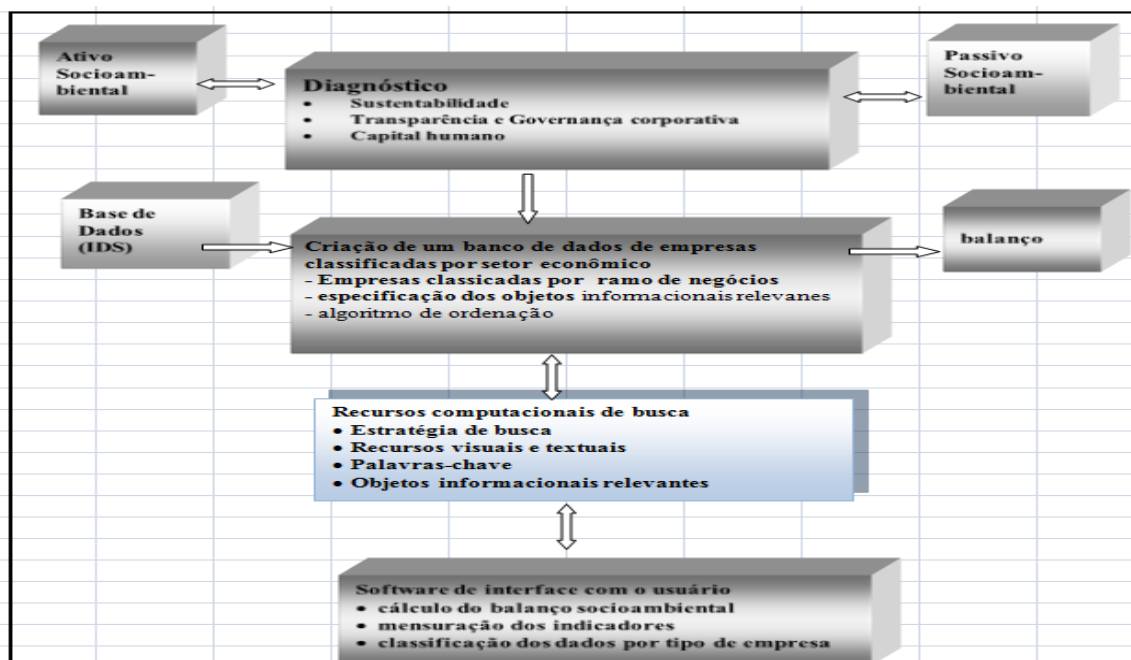 Ativo
Socioam-
biental
Diagnóstico
• Sustentabilidade
• Transparência e Governança corporativa
• Capital humano
Passivo
Socioam-
biental
Base de
Dados
(IDS)
Criação de um banco de dados de empresas
classificadas por setor econômico
- Empresas classicadas por ramo de negócios
- especificação dos objetos informacionais relevanes
- algoritmo de ordenação
balanço
Recursos computacionais de busca
• Estratégia de busca
• Recursos visuais e textuais
• Palavras-chave
• Objetos informacionais relevantes
Software de interface com o usuário
• cálculo do balanço socioambiental
• mensuração dos indicadores
• classificação dos dados por tipo de empresa